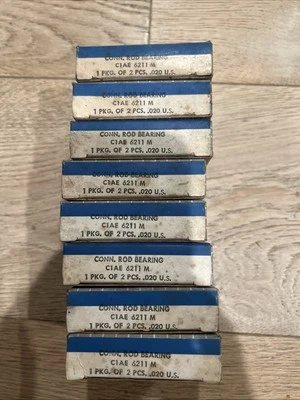 CONN. ROD BEARING
C1AE 6211 M
1 PKG. OF 2 PCS. .020 U.S.
CONN. ROD BEARING
C1AE 6211 M
1 PKG. OF 2 PCS. .020 U.S.
CONN. ROD BEARING
C1AE 6211 M
1 PKG. OF 2 PCS. .020 U.S.
CONN. ROD BEARING
C1AE 6211 M
1 PKG. OF 2 PCS. .020 U.S.
CONN. ROD BEARING
C1AE 6211 M
1 PKG. OF 2 PCS. .020 U.S.
CONN. ROD BEARING
C1AE 6211 M
1 PKG. OF 2 PCS. .020 U.S.
CONN. ROD BEARING
C1AE 6211 M
1 PKG. OF 2 PCS. .020 U.S.
CONN. ROD BEARING
C1AE 6211 M
1 PKG. OF 2 PCS. .020 U.S.